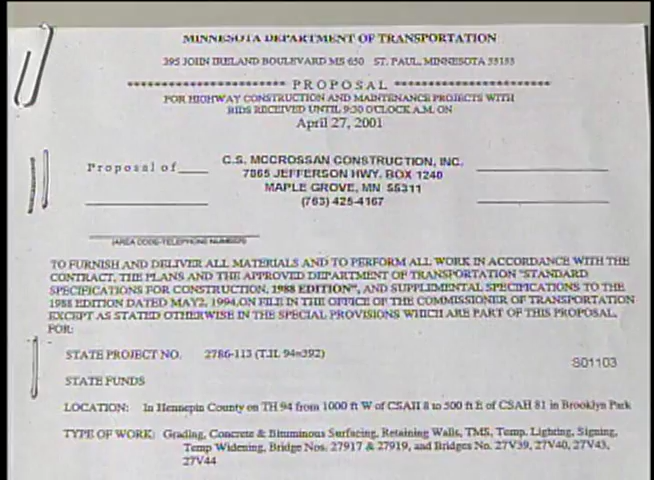 MINNESOTA DEPARTMENT OF TRANSPORTATION
395 JOHN IRELAND BOULEVARD MS 650 ST. PAUL, MINNESOTA 55155
********************** PROPOSAL **********************
FOR HIGHWAY CONSTRUCTION AND MAINTENANCE PROJECTS WITH
BIDS RECEIVED UNTIL 9:30 O'CLOCK A.M. ON
April 27, 2001
Proposal of
C.S. MCCROSSAN CONSTRUCTION, INC.
7865 JEFFERSON HWY. BOX 1240
MAPLE GROVE, MN 55311
(763) 425-4167
(AREA CODE-TELEPHONE NUMBER)
TO FURNISH AND DELIVER ALL MATERIALS AND TO PERFORM ALL WORK IN ACCORDANCE WITH THE
CONTRACT, THE PLANS AND THE APPROVED DEPARTMENT OF TRANSPORTATION "STANDARD
SPECIFICATIONS FOR CONSTRUCTION, 1988 EDITION", AND SUPPLEMENTAL SPECIFICATIONS TO THE
1988 EDITION DATED MAY2, 1994,ON FILE IN THE OFFICE OF THE COMMISSIONER OF TRANSPORTATION
EXCEPT AS STATED OTHERWISE IN THE SPECIAL PROVISIONS WHICH ARE PART OF THIS PROPOSAL,
FOR:
STATE PROJECT NO. 2786-113 (T.H. 94=392)
S01103
STATE FUNDS
LOCATION: In Hennepin County on TH 94 from 1000 ft W of CSAH 8 to 500 ft E of CSAH 81 in Brooklyn Park
TYPE OF WORK: Grading, Concrete & Bituminous Surfacing, Retaining Walls, TMS, Temp. Lighting, Signing,
Temp Widening, Bridge Nos. 27917 & 27919, and Bridges No. 27V39, 27V40, 27V43,
27V44